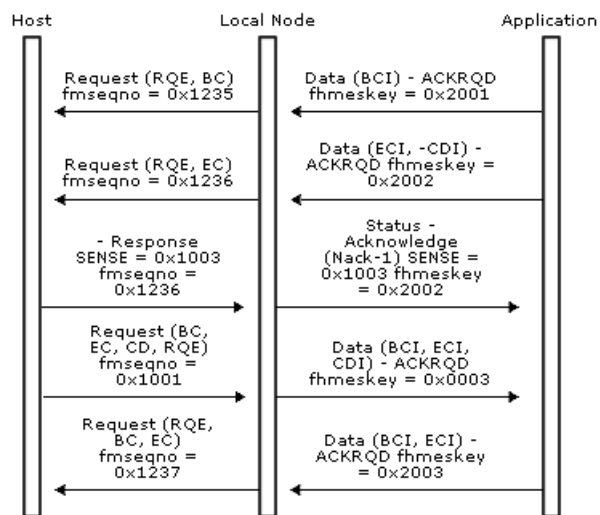 Host
Local Node
Application
Request (RQE, BC)
fmseqno = 0x1235
Data (BCI) - ACKRQD
fhmeskey = 0x2001
Request (RQE, EC)
fmseqno = 0x1236
Data (ECI, -CDI) -
ACKRQD fhmeskey =
0x2002
- Response
SENSE = 0x1003
fmseqno =
0x1236
Status -
Acknowledge
(Nack-1) SENSE =
0x1003 fhmeskey
= 0x2002
Request (BC,
EC, CD, RQE)
fmseqno =
0x1001
Data (BCI, ECI,
CDI) - ACKRQD
fhmeskey = 0x0003
Request (RQE,
BC, EC)
fmseqno =
0x1237
Data (BCI, ECI) -
ACKRQD fhmeskey
= 0x2003